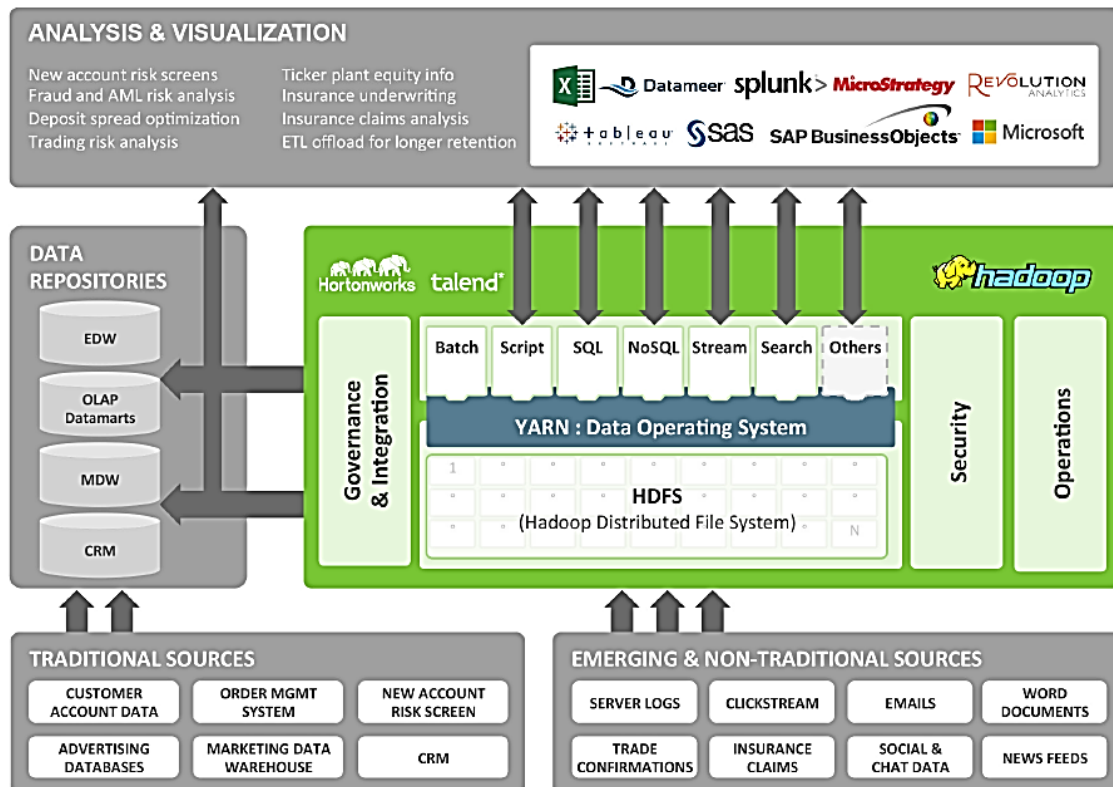 ANALYSIS & VISUALIZATION
New account risk screens
Fraud and AML risk analysis
Deposit spread optimization
Trading risk analysis
Ticker plant equity info
Insurance underwriting
Insurance claims analysis
ETL offload for longer retention
Datameer
splunk>
MicroStrategy
REVOLUTION
ANALYTICS
+ a b l e a u
SOFTWARE
sas
SAP BusinessObjects
Microsoft
DATA
REPOSITORIES
EDW
OLAP
Datamarts
MDW
CRM
Hortonworks
talend*
hadoop
Governance
& Integration
Batch
Script
SQL
NoSQL
Stream
Search
Others
YARN : Data Operating System
1
HDFS
(Hadoop Distributed File System)
N
Security
Operations
TRADITIONAL SOURCES
CUSTOMER
ACCOUNT DATA
ORDER MGMT
SYSTEM
NEW ACCOUNT
RISK SCREEN
ADVERTISING
DATABASES
MARKETING DATA
WAREHOUSE
CRM
EMERGING & NON-TRADITIONAL SOURCES
SERVER LOGS
CLICKSTREAM
EMAILS
WORD
DOCUMENTS
TRADE
CONFIRMATIONS
INSURANCE
CLAIMS
SOCIAL &
CHAT DATA
NEWS FEEDS